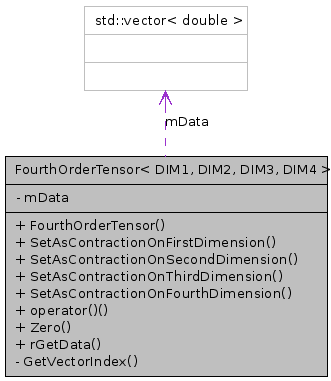 std::vector< double >
mData
FourthOrderTensor< DIM1, DIM2, DIM3, DIM4 >
- mData
+ FourthOrderTensor()
+ SetAsContractionOnFirstDimension()
+ SetAsContractionOnSecondDimension()
+ SetAsContractionOnThirdDimension()
+ SetAsContractionOnFourthDimension()
+ operator()()
+ Zero()
+ rGetData()
- GetVectorIndex()